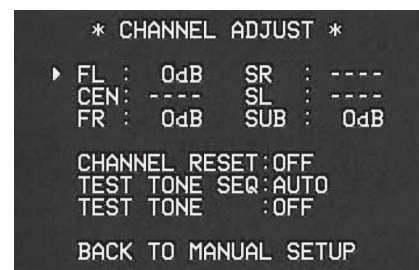 * CHANNEL ADJUST *
FL : 0dB SR : ----
CEN: ---- SL : ----
FR : 0dB SUB : 0dB
CHANNEL RESET:OFF
TEST TONE SEQ:AUTO
TEST TONE :OFF
BACK TO MANUAL SETUP